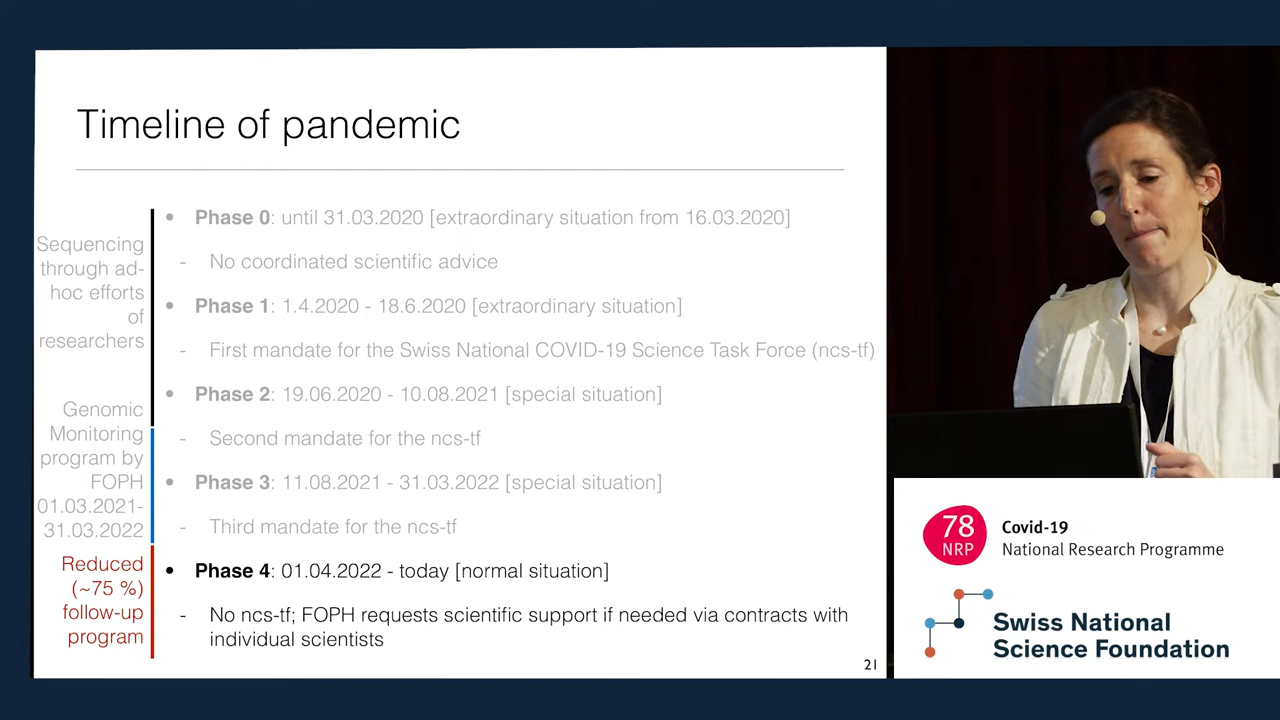 Timeline of pandemic
Sequencing
through ad-
hoc efforts
of
researchers
Genomic
Monitoring
program by
FOPH
01.03.2021-
31.03.2022
Reduced
(~75 %)
follow-up
program
• Phase 0: until 31.03.2020 [extraordinary situation from 16.03.2020]
- No coordinated scientific advice
• Phase 1: 1.4.2020 - 18.6.2020 [extraordinary situation]
- First mandate for the Swiss National COVID-19 Science Task Force (ncs-tf)
• Phase 2: 19.06.2020 - 10.08.2021 [special situation]
- Second mandate for the ncs-tf
• Phase 3: 11.08.2021 - 31.03.2022 [special situation]
- Third mandate for the ncs-tf
• Phase 4: 01.04.2022 - today [normal situation]
- No ncs-tf; FOPH requests scientific support if needed via contracts with
individual scientists
21
78
NRP
Covid-19
National Research Programme
Swiss National
Science Foundation